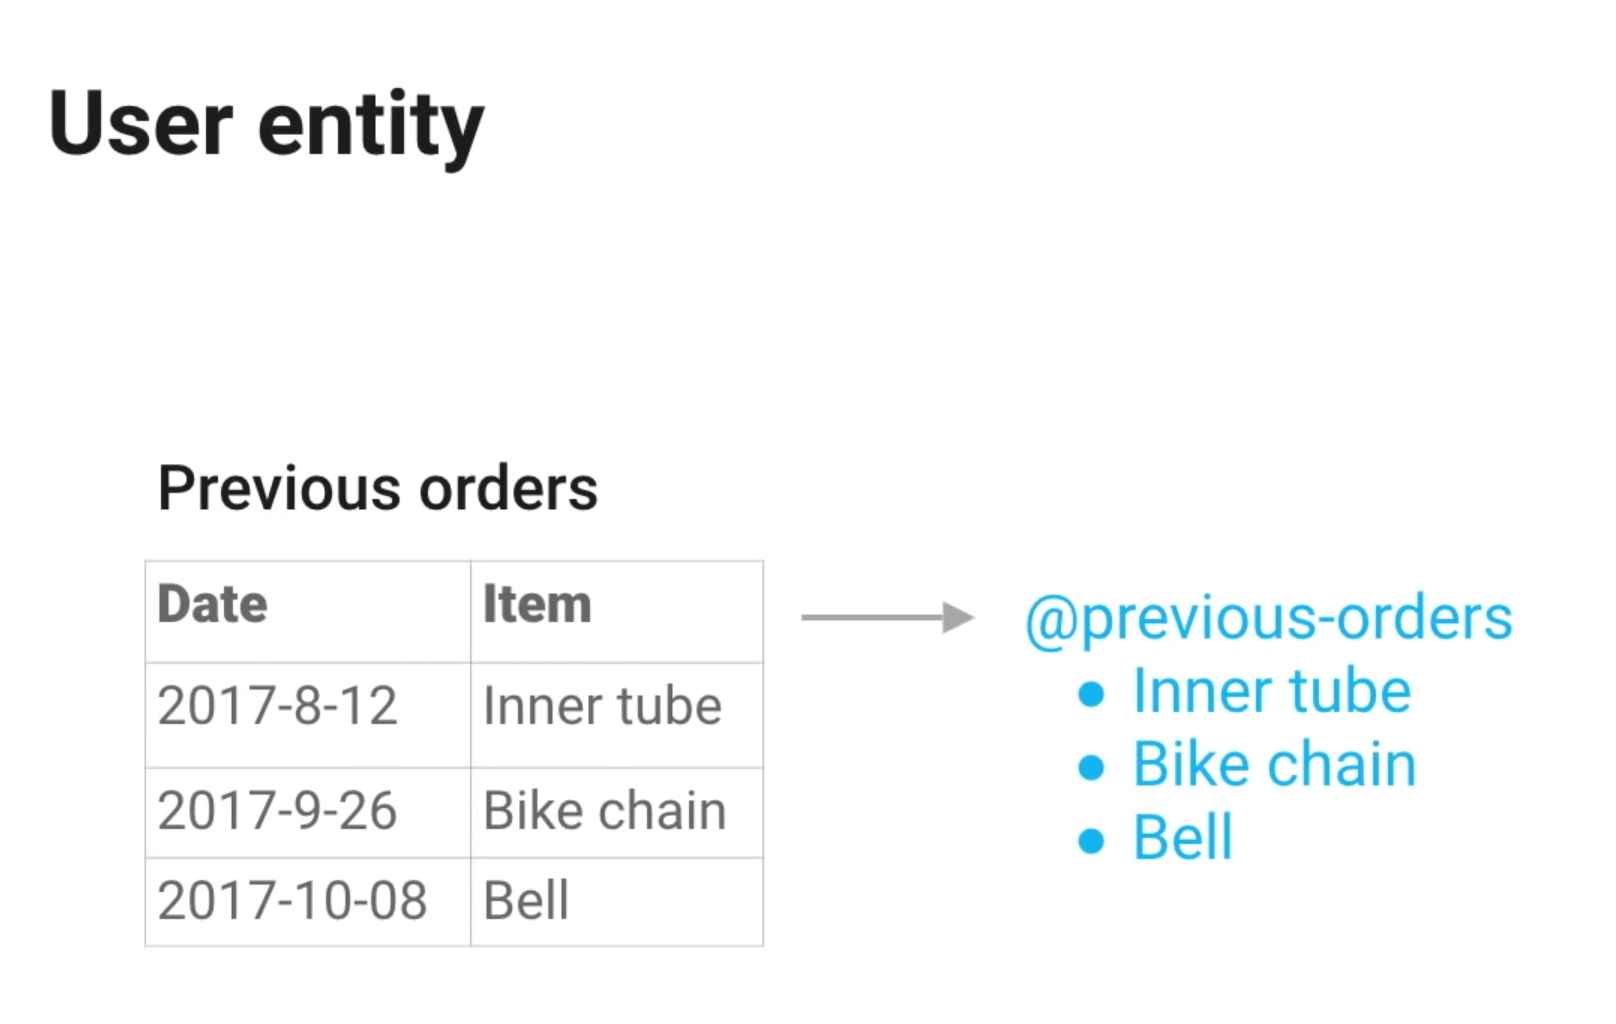 User entity
Previous orders
Date Item
2017-8-12 Inner tube
2017-9-26 Bike chain
2017-10-08 Bell
@previous-orders
● Inner tube
● Bike chain
● Bell